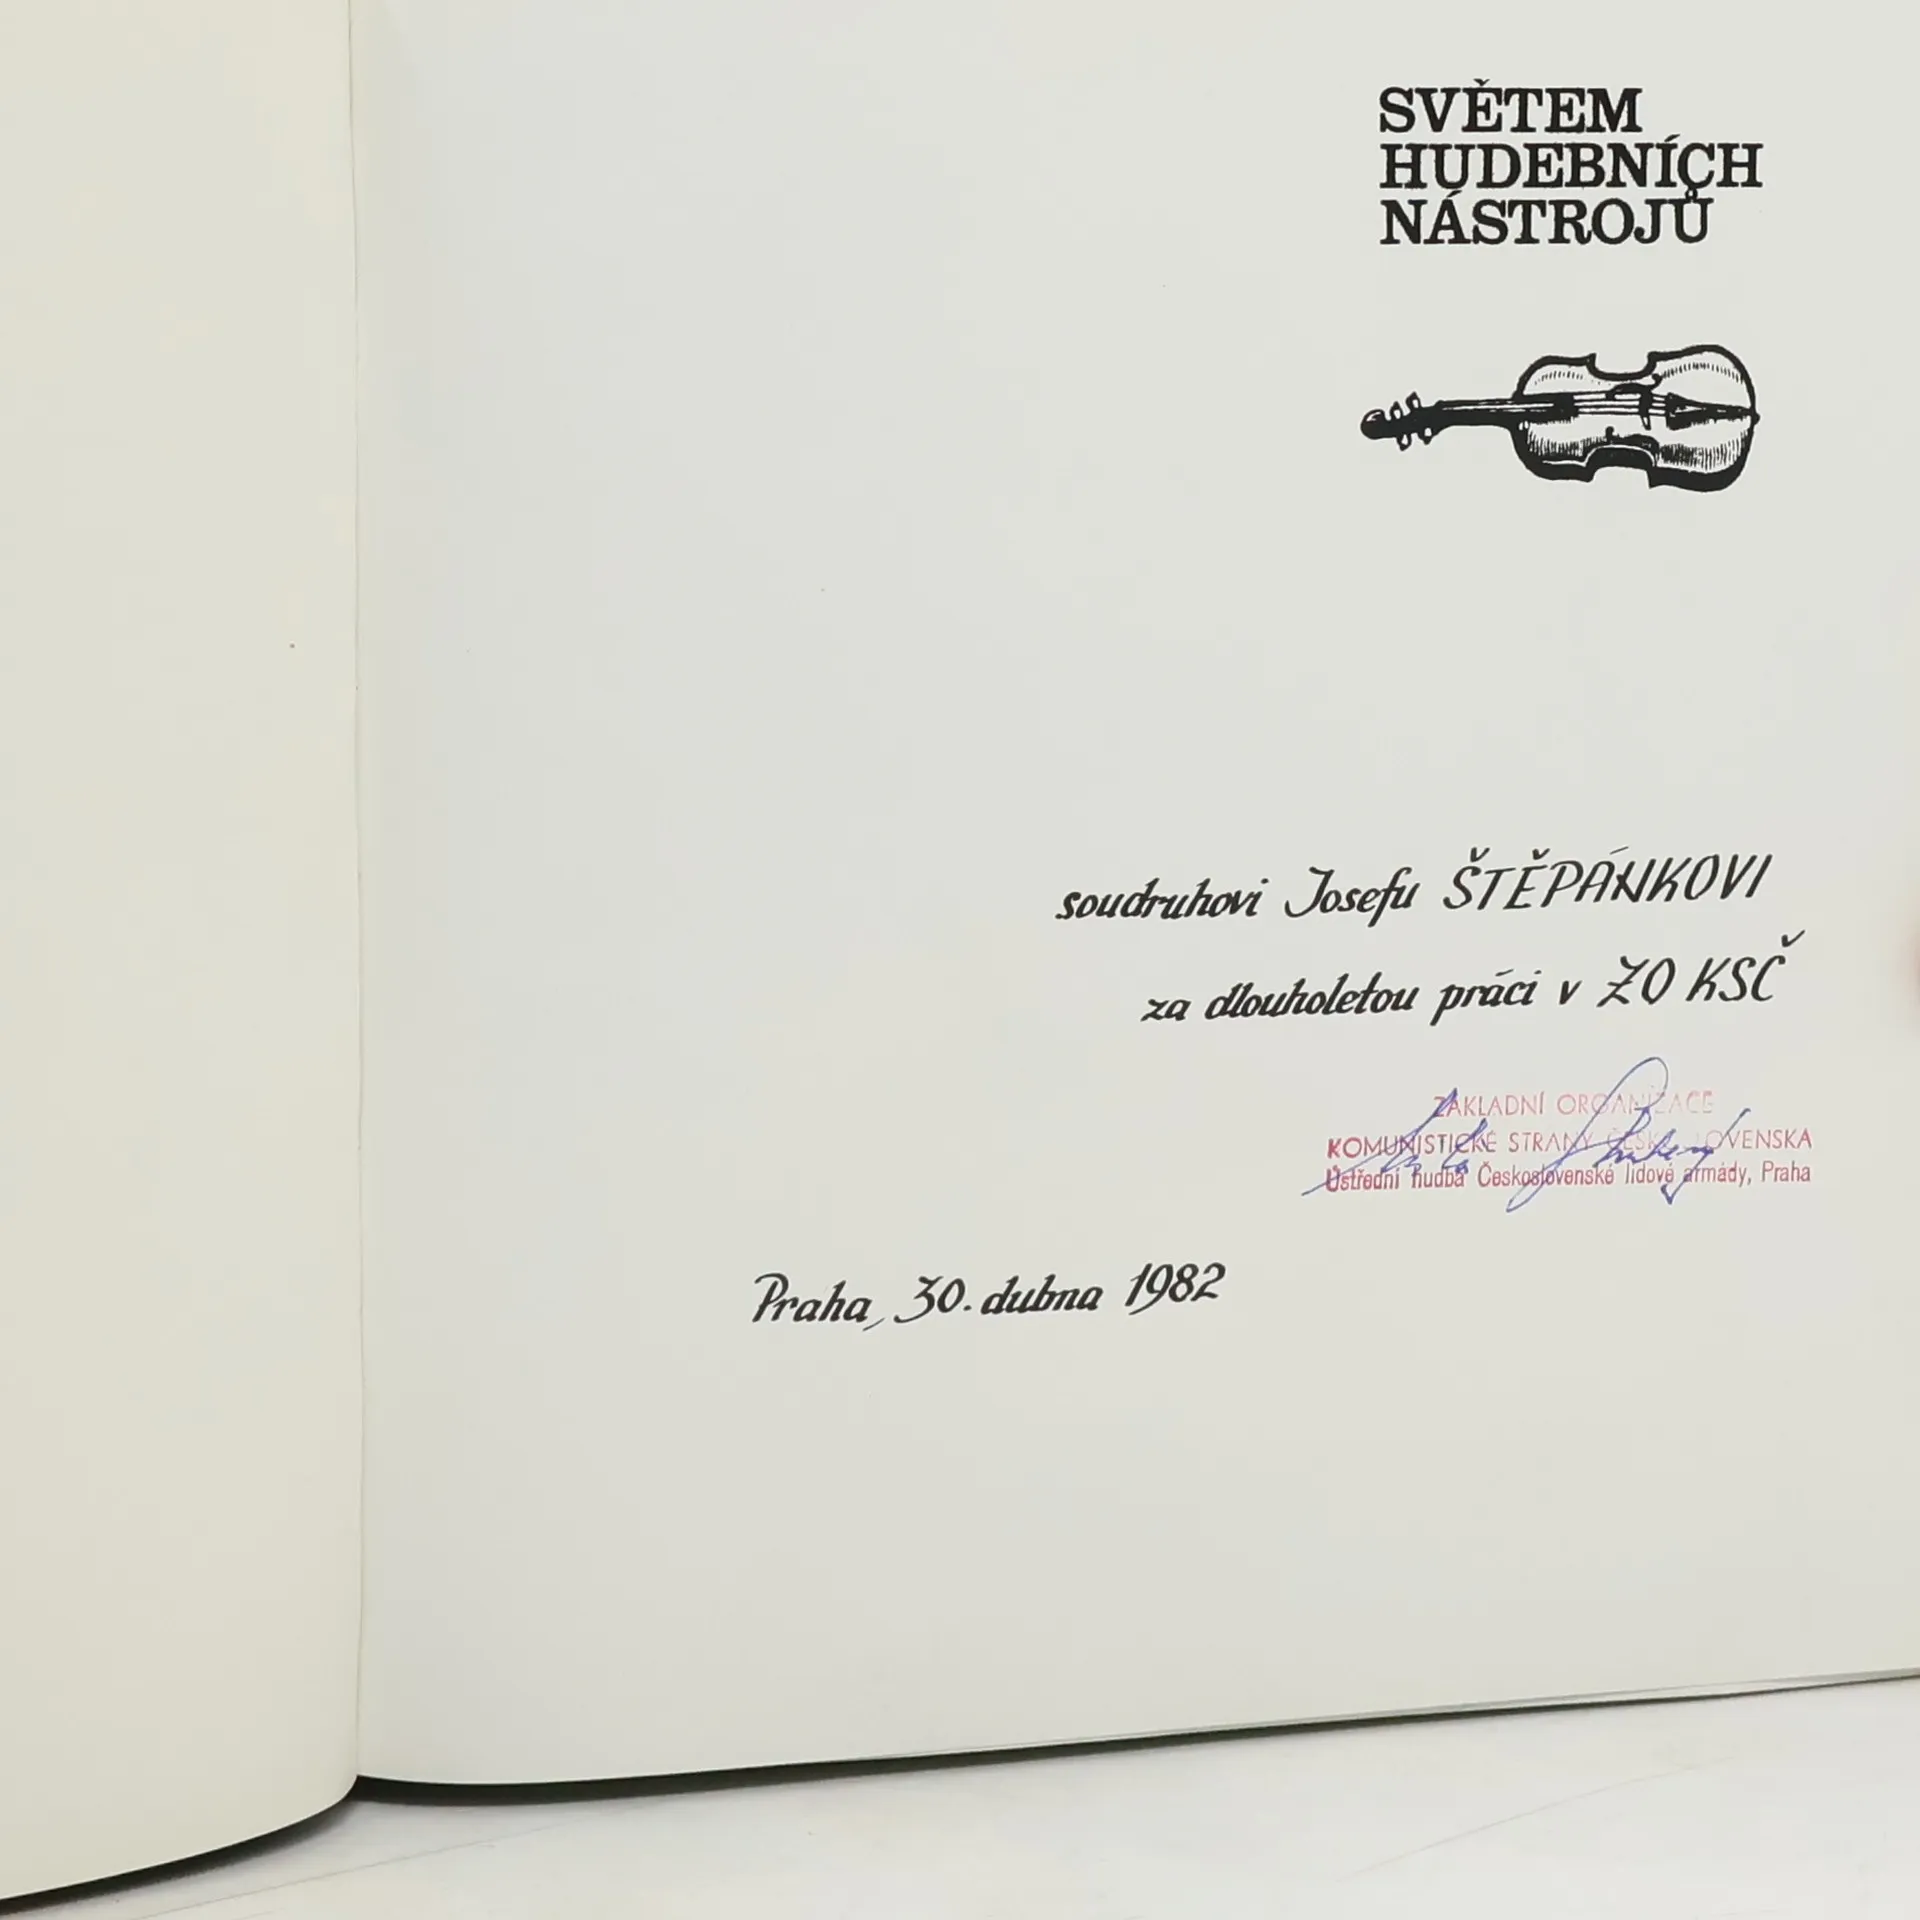 SVĚTEM
HUDEBNÍCH
NÁSTROJŮ
soudruhovi Josefu ŠTĚPÁNKOVI
za dlouholetou práci v ZO KSČ
ZÁKLADNÍ ORGANIZACE
KOMUNISTICKÉ STRANY ČESKOSLOVENSKA
Ústřední hudba Československé lidové armády, Praha
Praha, 30. dubna 1982